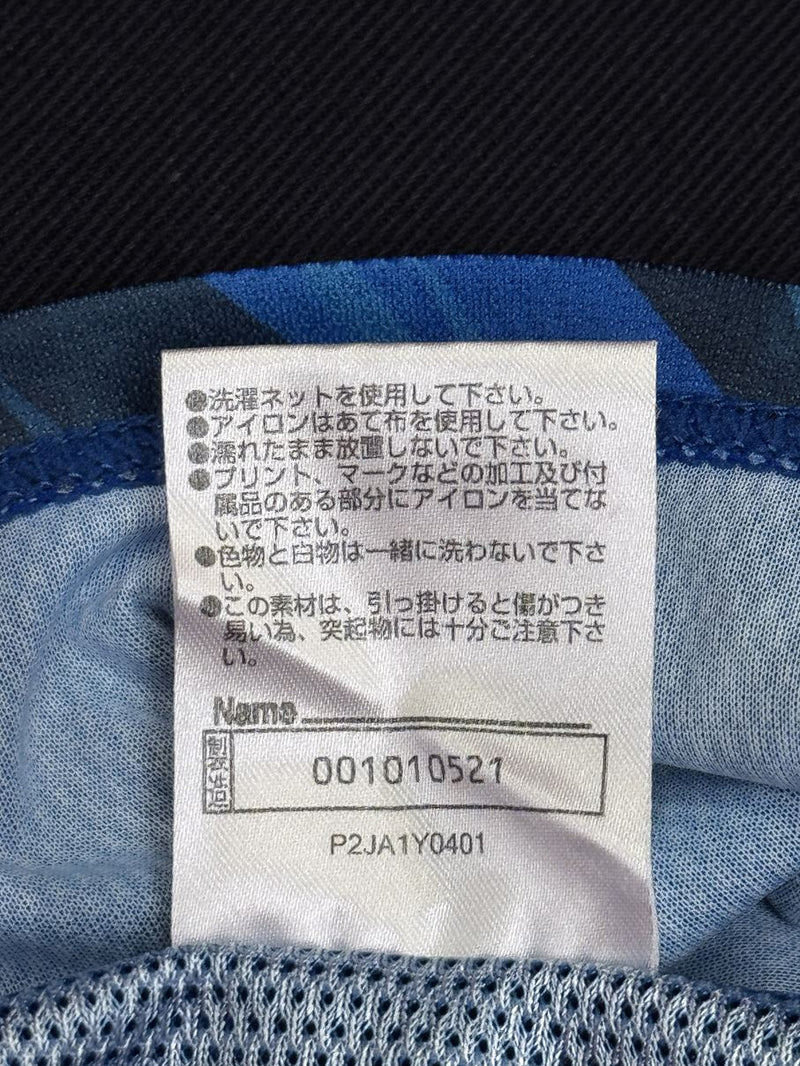 ●洗濯ネットを使用して下さい。
●アイロンはあて布を使用して下さい。
●濡れたまま放置しないで下さい。
●プリント、マークなどの加工及び付
属品のある部分にアイロンを当てな
いで下さい。
●色物と白物は一緒に洗わないで下さ
い。
●この素材は、引っ掛けると傷がつき
易い為、突起物には十分ご注意下さ
い。
Name
001010521
P2JA1Y0401